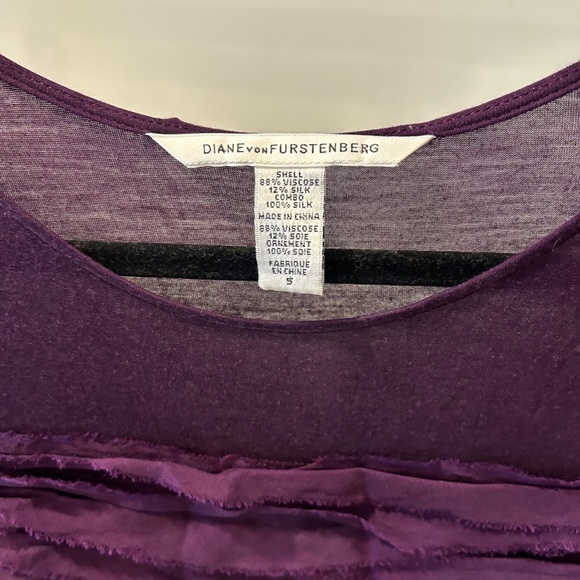 DIANE VON FURSTENBERG
SHELL
88% VISCOSE
12% SILK
COMBO
100% SILK
MADE IN CHINA
88% VISCOSE
12% SOIE
ORNEMENT
100% SOIE
FABRIQUE
EN CHINE
S